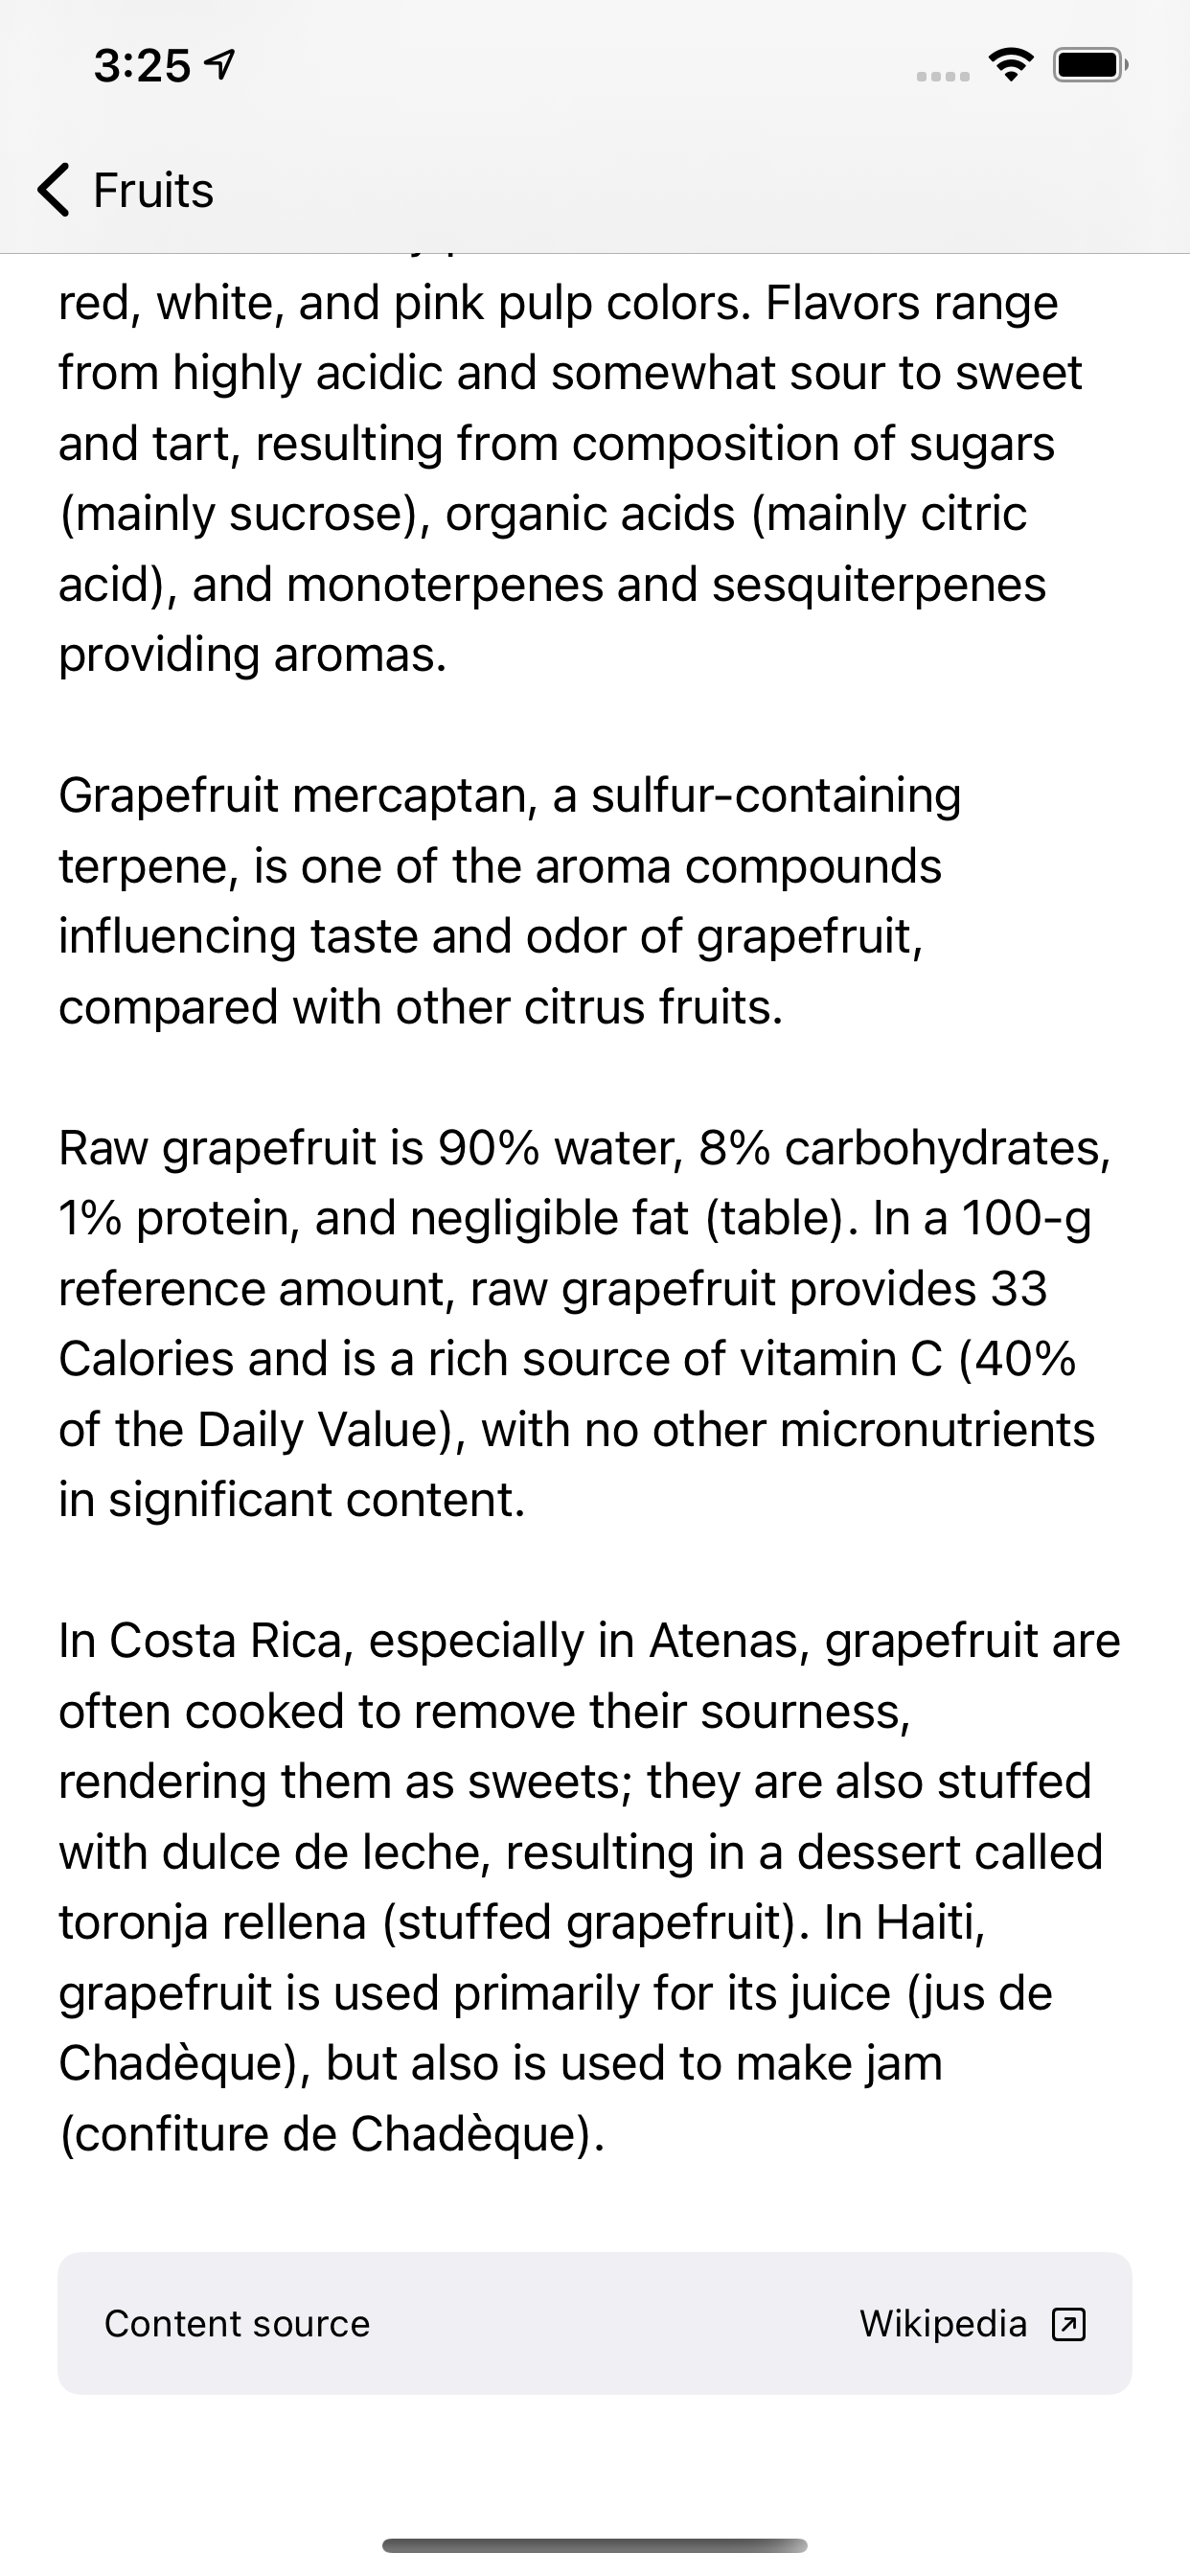 3:25
Fruits
red, white, and pink pulp colors. Flavors range
from highly acidic and somewhat sour to sweet
and tart, resulting from composition of sugars
(mainly sucrose), organic acids (mainly citric
acid), and monoterpenes and sesquiterpenes
providing aromas.
Grapefruit mercaptan, a sulfur-containing
terpene, is one of the aroma compounds
influencing taste and odor of grapefruit,
compared with other citrus fruits.
Raw grapefruit is 90% water, 8% carbohydrates,
1% protein, and negligible fat (table). In a 100-g
reference amount, raw grapefruit provides 33
Calories and is a rich source of vitamin C (40%
of the Daily Value), with no other micronutrients
in significant content.
In Costa Rica, especially in Atenas, grapefruit are
often cooked to remove their sourness,
rendering them as sweets; they are also stuffed
with dulce de leche, resulting in a dessert called
toronja rellena (stuffed grapefruit). In Haiti,
grapefruit is used primarily for its juice (jus de
Chadèque), but also is used to make jam
(confiture de Chadèque).
Content source Wikipedia